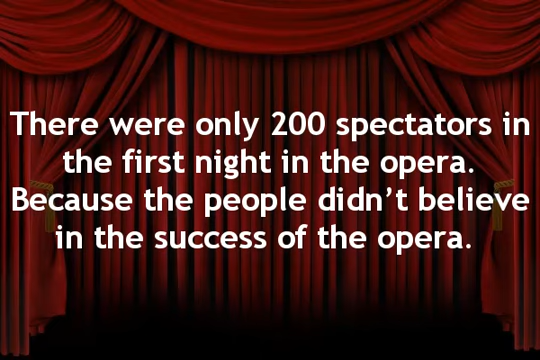 There were only 200 spectators in
the first night in the opera.
Because the people didn’t believe
in the success of the opera.